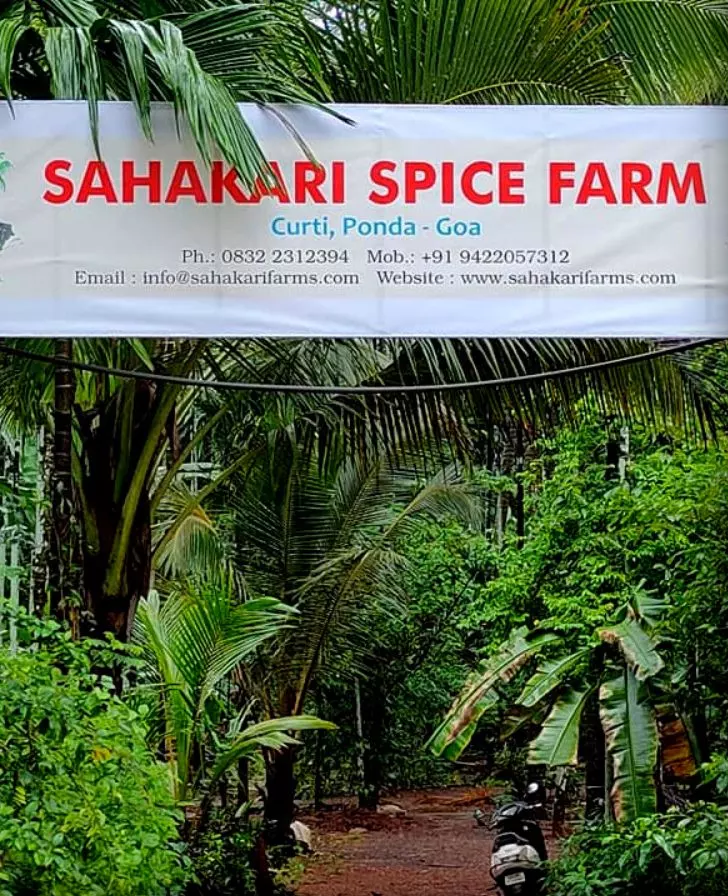 SAHAKARI SPICE FARM
Curti, Ponda - Goa
Ph.: 0832 2312394 Mob.: +91 9422057312
Email : info@sahakarifarms.com Website : www.sahakarifarms.com